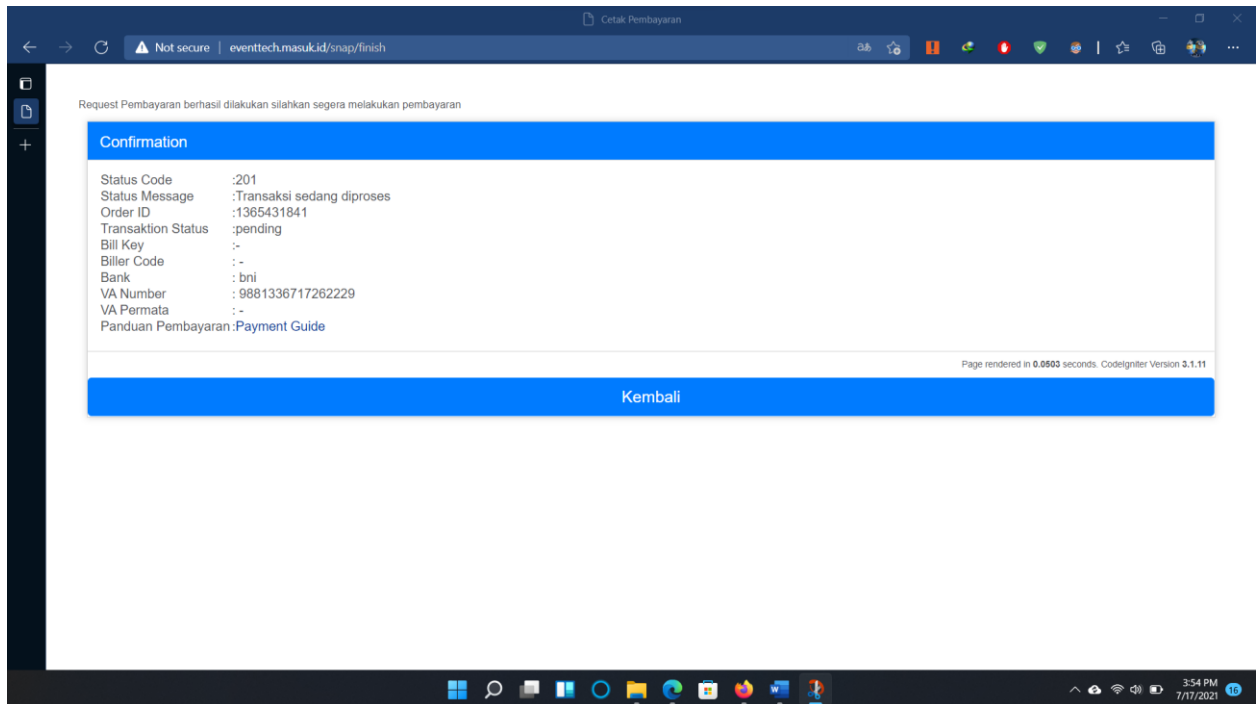 Cetak Pembayaran
Not secure | eventtech.masuk.id/snap/finish
Request Pembayaran berhasil dilakukan silahkan segera melakukan pembayaran
Confirmation
Status Code :201
Status Message :Transaksi sedang diproses
Order ID :1365431841
Transaktion Status :pending
Bill Key :-
Biller Code : -
Bank : bni
VA Number : 9881336717262229
VA Permata : -
Panduan Pembayaran :Payment Guide
Page rendered in 0.0503 seconds. CodeIgniter Version 3.1.11
Kembali
3:54 PM
7/17/2021
16